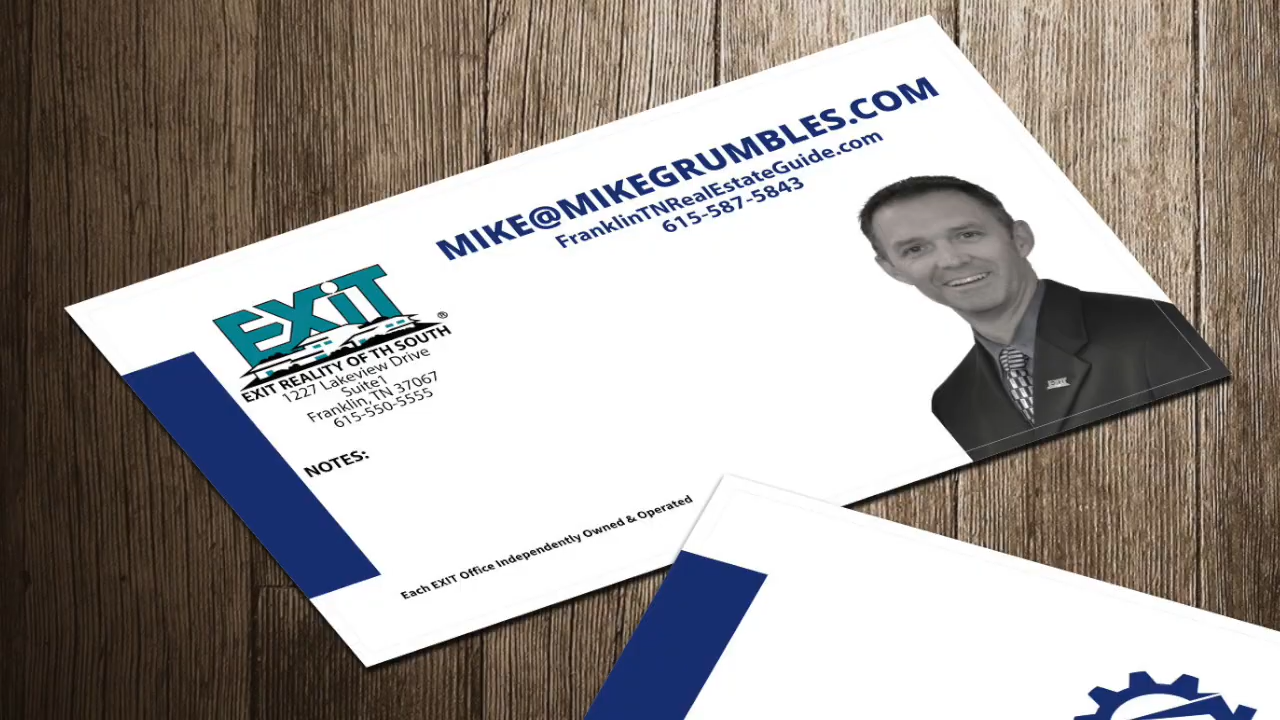 MIKE@MIKEGRUMBLES.COM
FranklinTNRealEstateGuide.com
615-587-5843
EXiT
®
EXIT REALITY OF TH SOUTH
1227 Lakeview Drive
Suite1
Franklin, TN 37067
615-550-5555
NOTES:
Each EXIT Office Independently Owned & Operated
EXIT